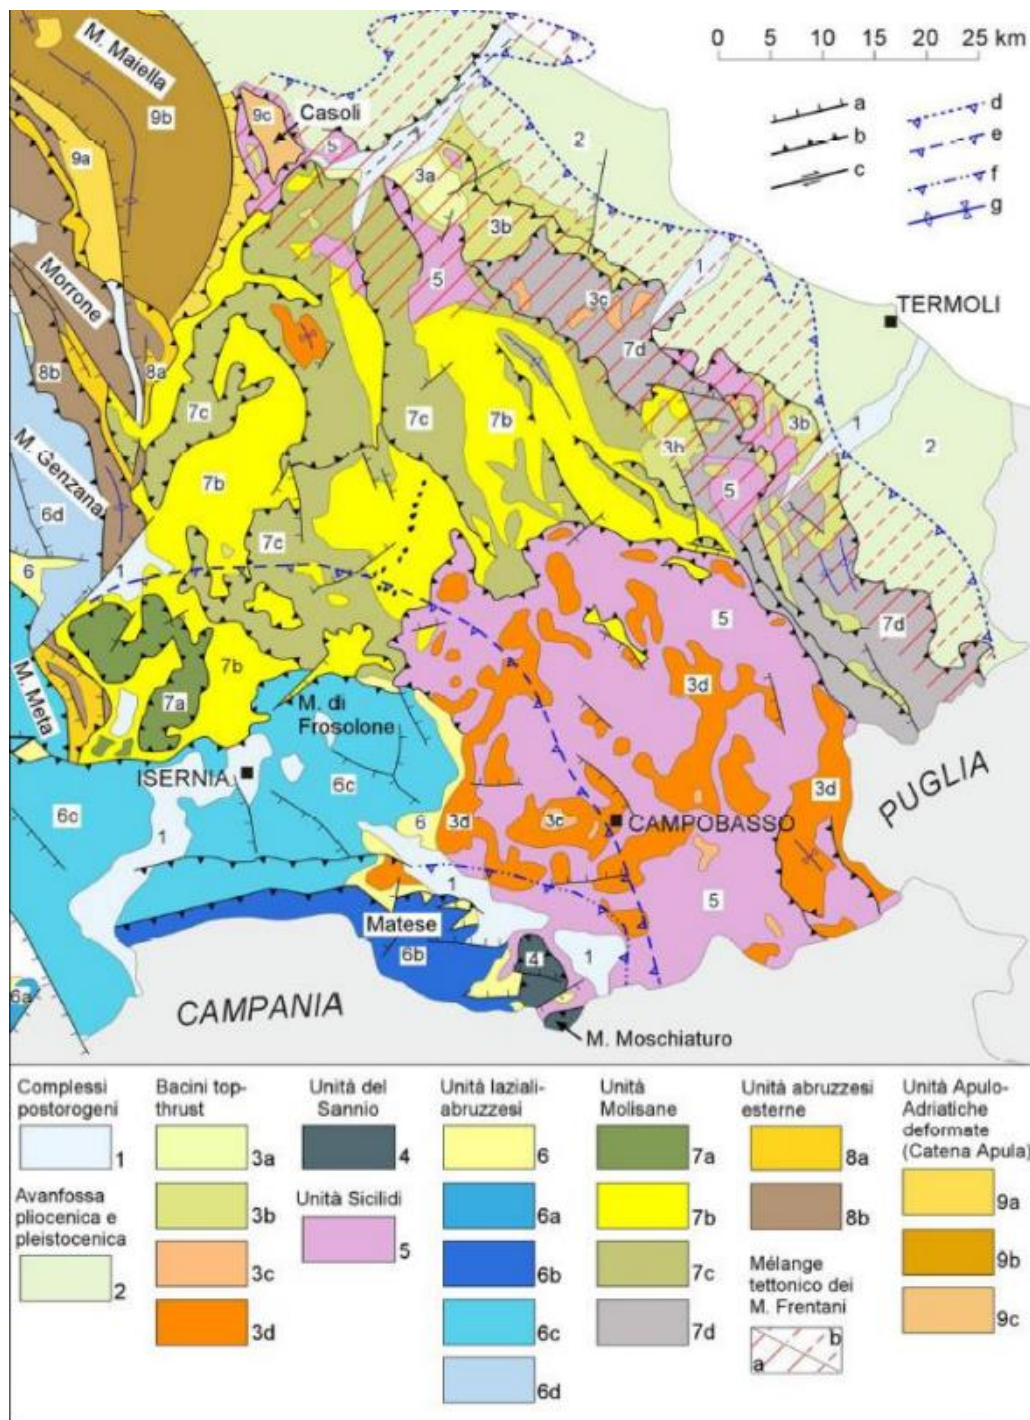 M. Maiella
0 5 10 15 20 25 km
9b
9c
Casoli
a
d
5
2
b
e
9a
3a
c
f
3b
g
1
Morrone
5
3c
TERMOLI
7d
8b
8a
7c
7c
7b
3b
1
2
3b
M. Genzana
7b
5
6d
7c
6
1
5
7d
7b
3d
M. Meta
7a
M. di
Frosolone
ISERNIA
6c
3d
PUGLIA
6c
1
6
3d
3c
CAMPOBASSO
1
5
Matese
6b
4
1
6a
CAMPANIA
M. Moschiaturo
Complessi
postorogeni
1
Avanfossa
pliocenica e
pleistocenica
2
Bacini top-
thrust
3a
3b
3c
3d
Unità del
Sannio
4
Unità Sicilidi
5
Unità laziali-
abruzzesi
6
6a
6b
6c
6d
Unità
Molisane
7a
7b
7c
7d
Unità abruzzesi
esterne
8a
8b
Mélange
tettonico dei
M. Frentani
a
b
Unità Apulo-
Adriatiche
deformate
(Catena Apula)
9a
9b
9c